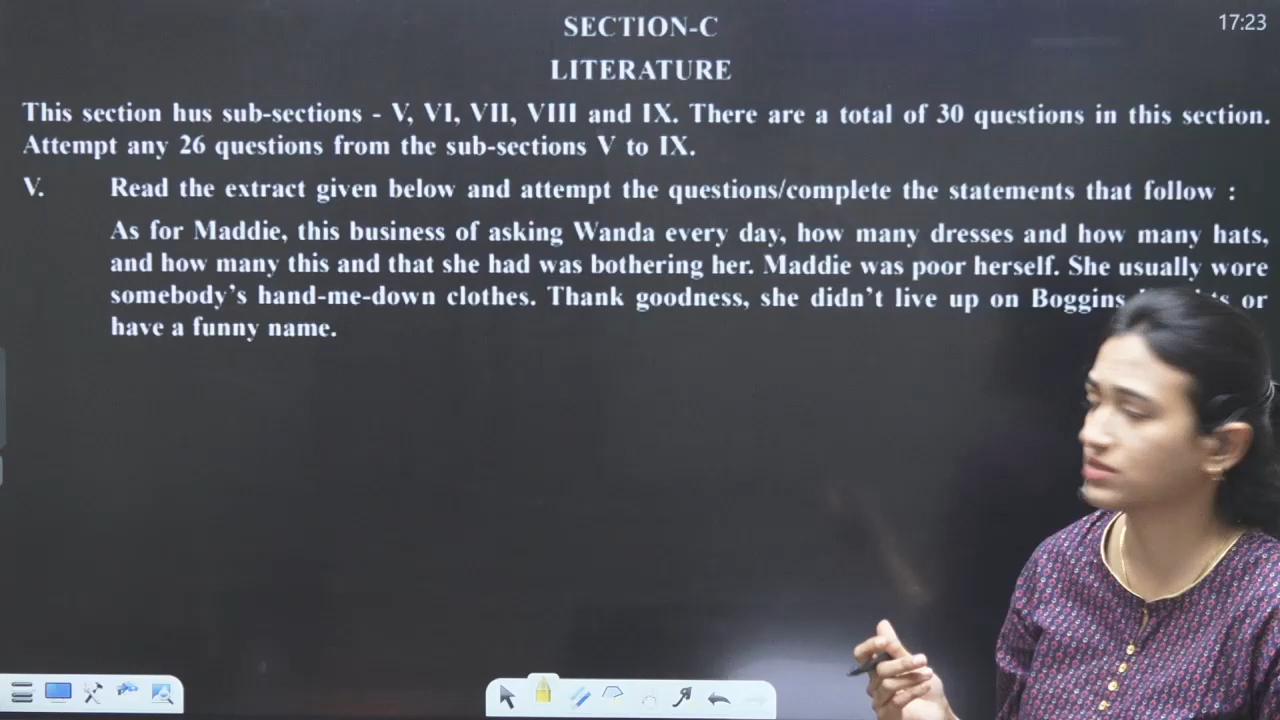 SECTION-C
17:23
LITERATURE
This section hus sub-sections - V, VI, VII, VIII and IX. There are a total of 30 questions in this section.
Attempt any 26 questions from the sub-sections V to IX.
V. Read the extract given below and attempt the questions/complete the statements that follow :
As for Maddie, this business of asking Wanda every day, how many dresses and how many hats,
and how many this and that she had was bothering her. Maddie was poor herself. She usually wore
somebody's hand-me-down clothes. Thank goodness, she didn't live up on Boggins or
have a funny name.